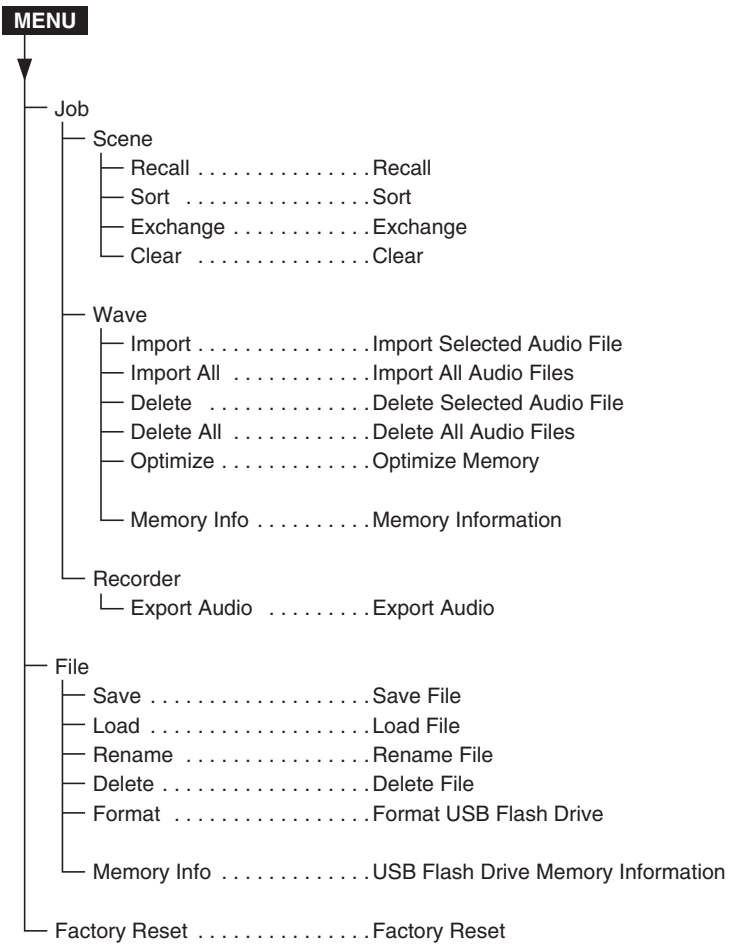 MENU
Job
Scene
Recall . . . . . . . . . . . . . . . Recall
Sort . . . . . . . . . . . . . . . . Sort
Exchange . . . . . . . . . . . . Exchange
Clear . . . . . . . . . . . . . . . Clear
Wave
Import . . . . . . . . . . . . . . . Import Selected Audio File
Import All . . . . . . . . . . . . Import All Audio Files
Delete . . . . . . . . . . . . . . Delete Selected Audio File
Delete All . . . . . . . . . . . . Delete All Audio Files
Optimize . . . . . . . . . . . . . Optimize Memory
Memory Info . . . . . . . . . . Memory Information
Recorder
Export Audio . . . . . . . . . Export Audio
File
Save . . . . . . . . . . . . . . . . . . . Save File
Load . . . . . . . . . . . . . . . . . . . Load File
Rename . . . . . . . . . . . . . . . . Rename File
Delete . . . . . . . . . . . . . . . . . . Delete File
Format . . . . . . . . . . . . . . . . . Format USB Flash Drive
Memory Info . . . . . . . . . . . . . USB Flash Drive Memory Information
Factory Reset . . . . . . . . . . . . . . . Factory Reset